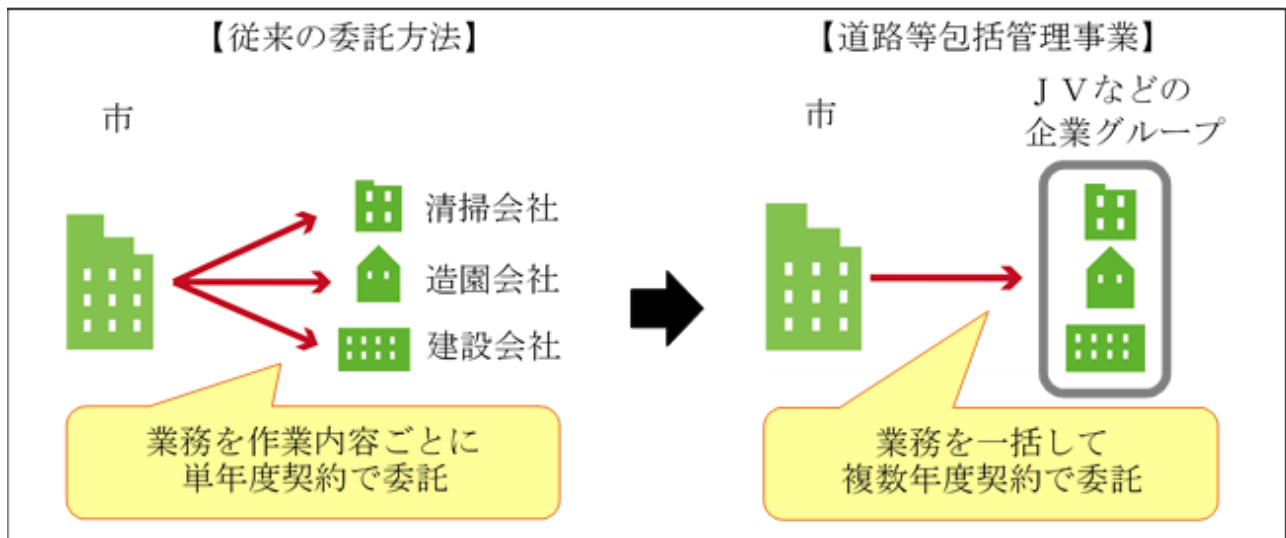 【従来の委託方法】
市
清掃会社
造園会社
建設会社
業務を作業内容ごとに
単年度契約で委託
【道路等包括管理事業】
市
ＪＶなどの
企業グループ
業務を一括して
複数年度契約で委託